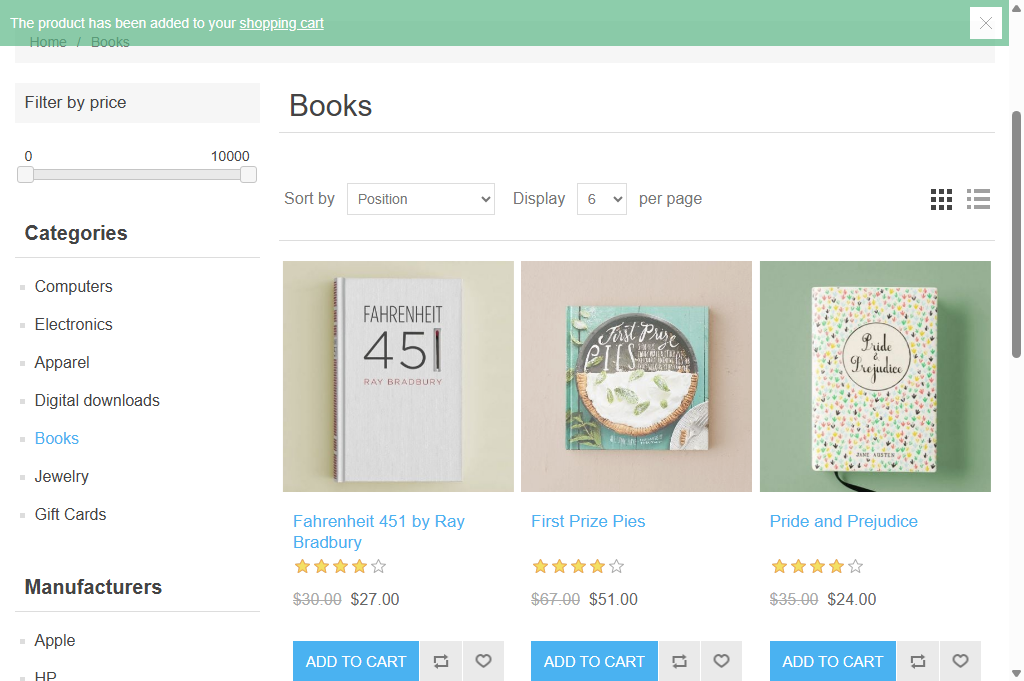 The product has been added to your shopping cart
Home / Books
Filter by price
0 10000
Categories
Computers
Electronics
Apparel
Digital downloads
Books
Jewelry
Gift Cards
Manufacturers
Apple
HP
Books
Sort by Position Display 6 per page
FAHRENHEIT
451
RAY BRADBURY
First Prize
PIES
Pride
&
Prejudice
JANE AUSTEN
Fahrenheit 451 by Ray
Bradbury
$30.00 $27.00
ADD TO CART
First Prize Pies
$67.00 $51.00
ADD TO CART
Pride and Prejudice
$35.00 $24.00
ADD TO CART